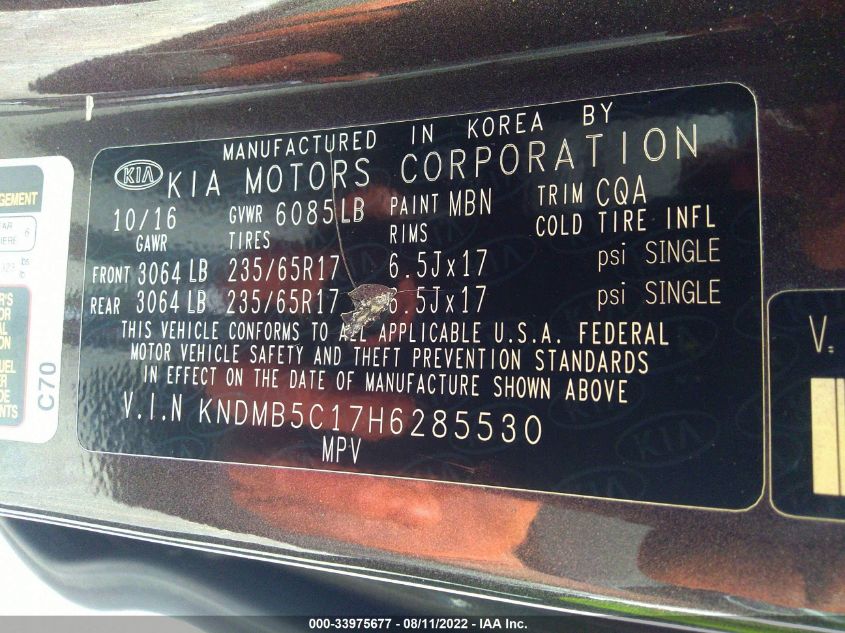 MANUFACTURED IN KOREA BY
KIA KIA MOTORS CORPORATION
10/16 GVWR 6085LB PAINT MBN TRIM CQA
GAWR TIRES RIMS COLD TIRE INFL
FRONT 3064 LB 235/65R17 6.5Jx17 psi SINGLE
REAR 3064 LB 235/65R17 6.5Jx17 psi SINGLE
THIS VEHICLE CONFORMS TO ALL APPLICABLE U.S.A. FEDERAL
MOTOR VEHICLE SAFETY AND THEFT PREVENTION STANDARDS
IN EFFECT ON THE DATE OF MANUFACTURE SHOWN ABOVE
V.I.N KNDMB5C17H6285530
MPV
C70
V.
000-33975677 - 08/11/2022 - IAA Inc.